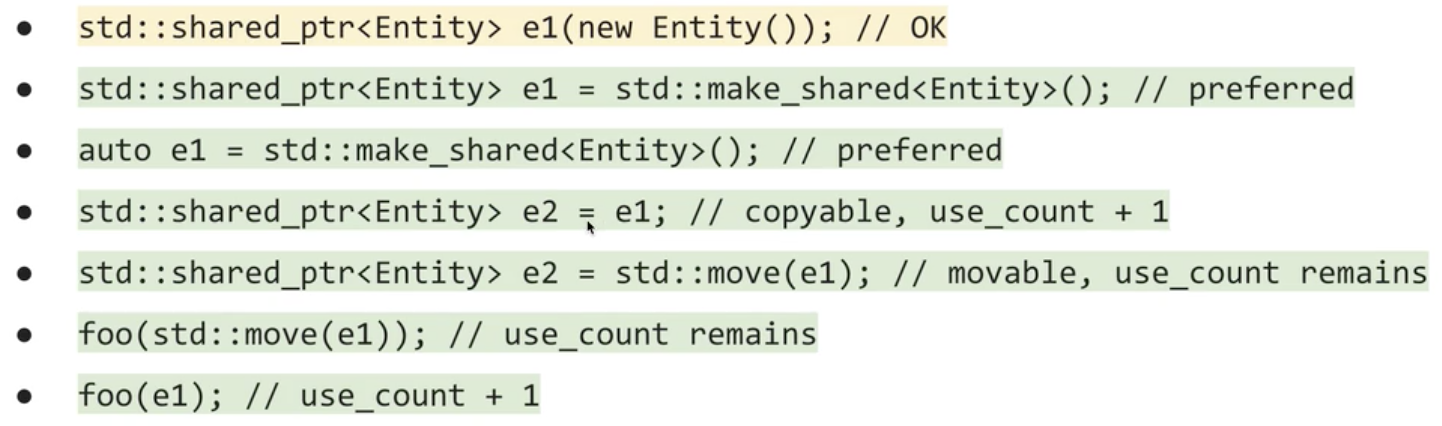 ● std::shared_ptr<Entity> e1(new Entity()); // OK
● std::shared_ptr<Entity> e1 = std::make_shared<Entity>(); // preferred
● auto e1 = std::make_shared<Entity>(); // preferred
● std::shared_ptr<Entity> e2 = e1; // copyable, use_count + 1
● std::shared_ptr<Entity> e2 = std::move(e1); // movable, use_count remains
● foo(std::move(e1)); // use_count remains
● foo(e1); // use_count + 1